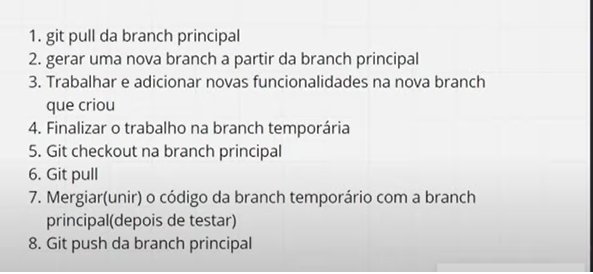 1. git pull da branch principal
2. gerar uma nova branch a partir da branch principal
3. Trabalhar e adicionar novas funcionalidades na nova branch
que criou
4. Finalizar o trabalho na branch temporária
5. Git checkout na branch principal
6. Git pull
7. Mergiar(unir) o código da branch temporário com a branch
principal(depois de testar)
8. Git push da branch principal